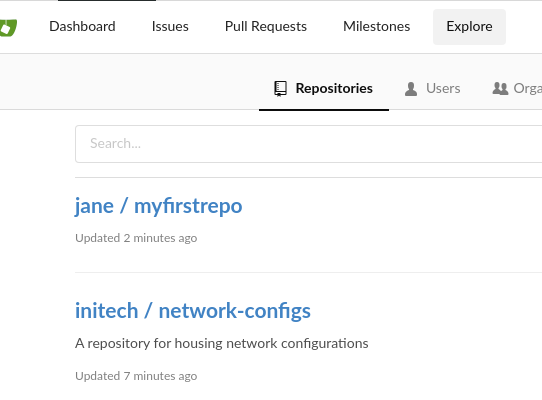 Dashboard Issues Pull Requests Milestones Explore
Repositories Users Orga
Search...
jane / myfirstrepo
Updated 2 minutes ago
initech / network-configs
A repository for housing network configurations
Updated 7 minutes ago